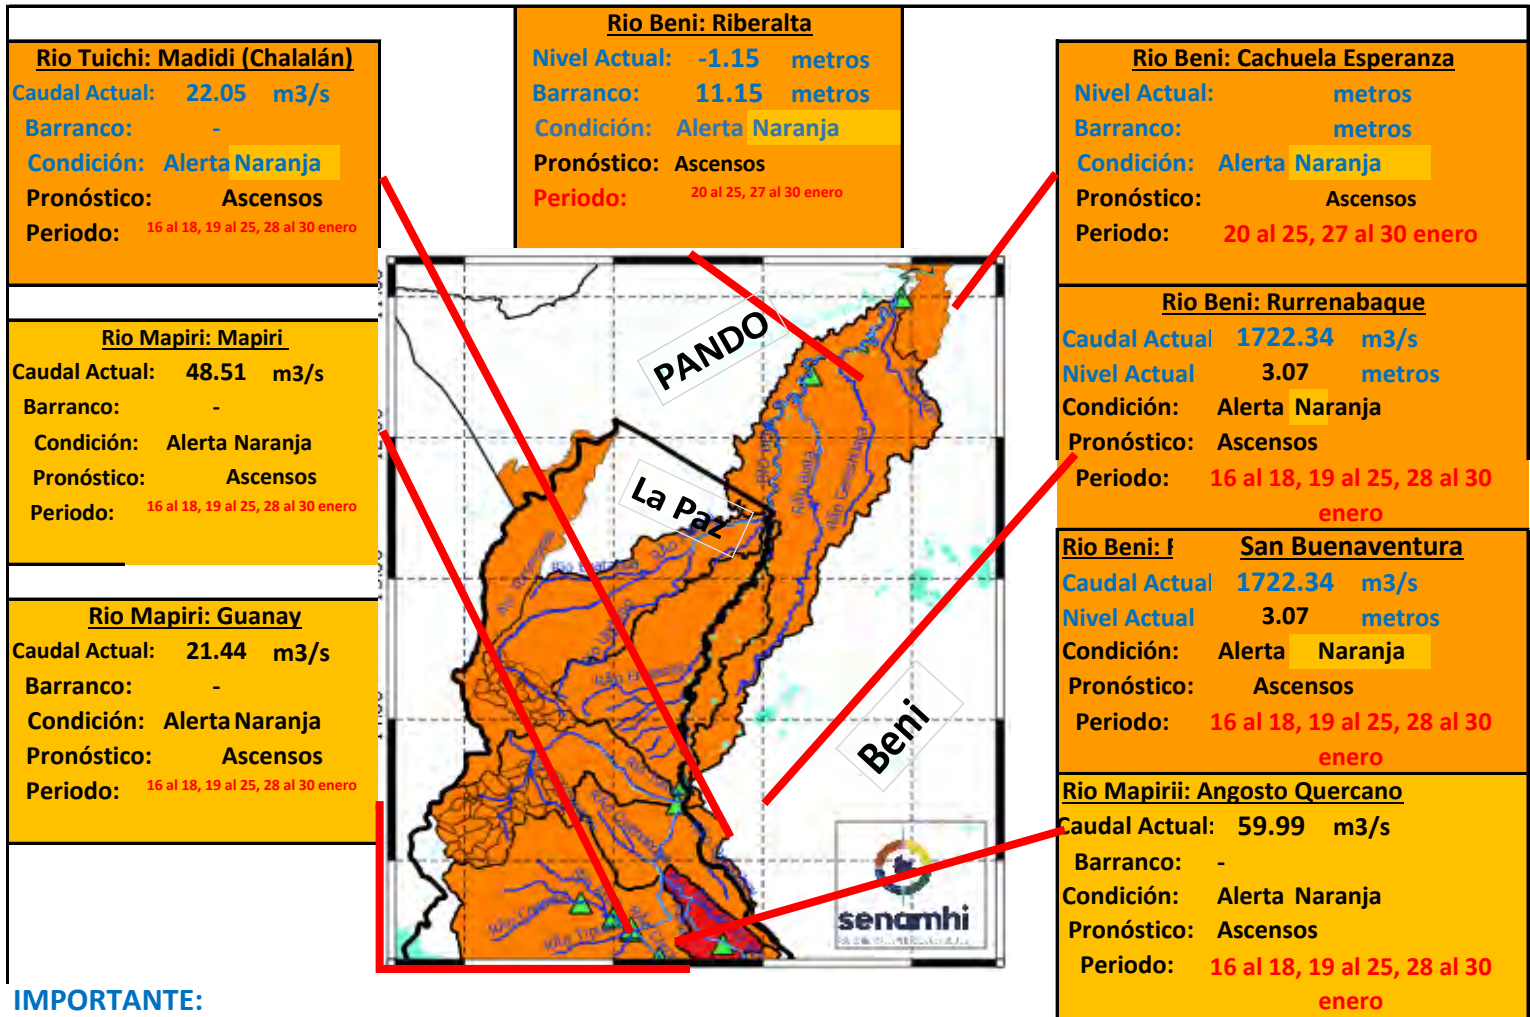 Rio Beni: Riberalta
Nivel Actual: -1.15 metros
Barranco: 11.15 metros
Condición: Alerta Naranja
Pronóstico: Ascensos
Periodo: 20 al 25, 27 al 30 enero
Rio Tuichi: Madidi (Chalalán)
Caudal Actual: 22.05 m3/s
Barranco: -
Condición: Alerta Naranja
Pronóstico: Ascensos
Periodo: 16 al 18, 19 al 25, 28 al 30 enero
Rio Mapiri: Mapiri
Caudal Actual: 48.51 m3/s
Barranco: -
Condición: Alerta Naranja
Pronóstico: Ascensos
Periodo: 16 al 18, 19 al 25, 28 al 30 enero
Rio Mapiri: Guanay
Caudal Actual: 21.44 m3/s
Barranco: -
Condición: Alerta Naranja
Pronóstico: Ascensos
Periodo: 16 al 18, 19 al 25, 28 al 30 enero
PANDO
La Paz
Beni
senamhi
Rio Beni: Cachuela Esperanza
Nivel Actual: metros
Barranco: metros
Condición: Alerta Naranja
Pronóstico: Ascensos
Periodo: 20 al 25, 27 al 30 enero
Rio Beni: Rurrenabaque
Caudal Actual 1722.34 m3/s
Nivel Actual 3.07 metros
Condición: Alerta Naranja
Pronóstico: Ascensos
Periodo: 16 al 18, 19 al 25, 28 al 30
enero
Rio Beni: San Buenaventura
Caudal Actual 1722.34 m3/s
Nivel Actual 3.07 metros
Condición: Alerta Naranja
Pronóstico: Ascensos
Periodo: 16 al 18, 19 al 25, 28 al 30
enero
Rio Mapirii: Angosto Quercano
Caudal Actual: 59.99 m3/s
Barranco: -
Condición: Alerta Naranja
Pronóstico: Ascensos
Periodo: 16 al 18, 19 al 25, 28 al 30
enero
IMPORTANTE: